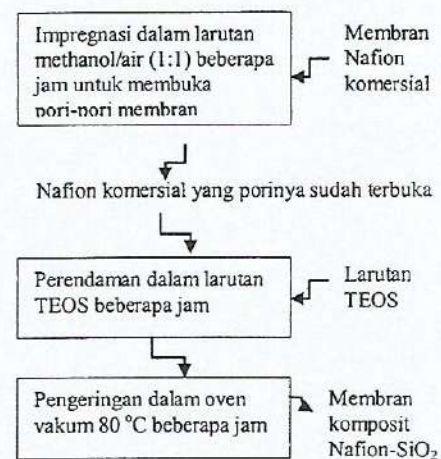 Impregnasi dalam larutan
methanol/air (1:1) beberapa
jam untuk membuka
pori-nori membran
Membran
Nafion
komersial
Nafion komersial yang porinya sudah terbuka
Perendaman dalam larutan
TEOS beberapa jam
Larutan
TEOS
Pengeringan dalam oven
vakum 80 °C beberapa jam
Membran
komposit
Nafion-SiO₂